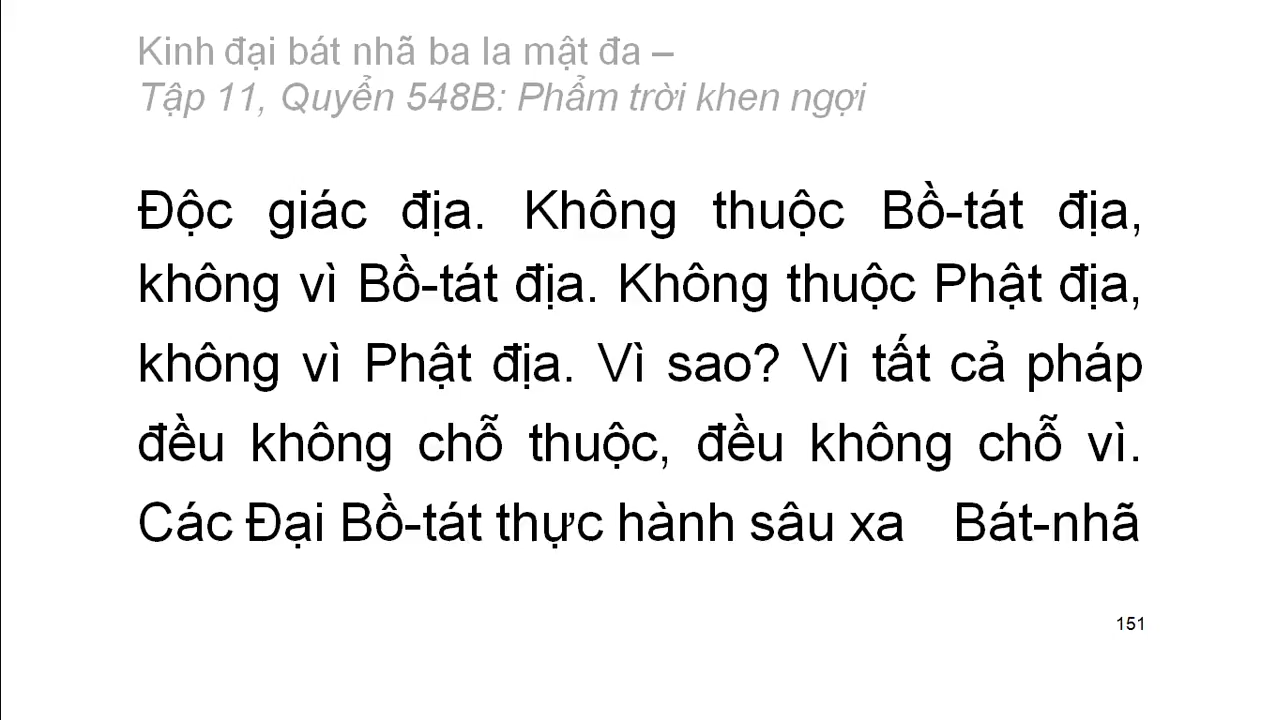 Kinh đại bát nhã ba la mật đa –
Tập 11, Quyển 548B: Phẩm trời khen ngợi
Độc giác địa. Không thuộc Bồ-tát địa,
không vì Bồ-tát địa. Không thuộc Phật địa,
không vì Phật địa. Vì sao? Vì tất cả pháp
đều không chỗ thuộc, đều không chỗ vì.
Các Đại Bồ-tát thực hành sâu xa Bát-nhã
151